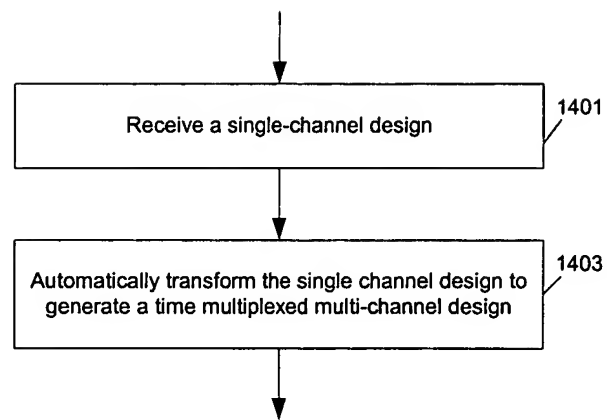 Receive a single-channel design
1401
Automatically transform the single channel design to
generate a time multiplexed multi-channel design
1403